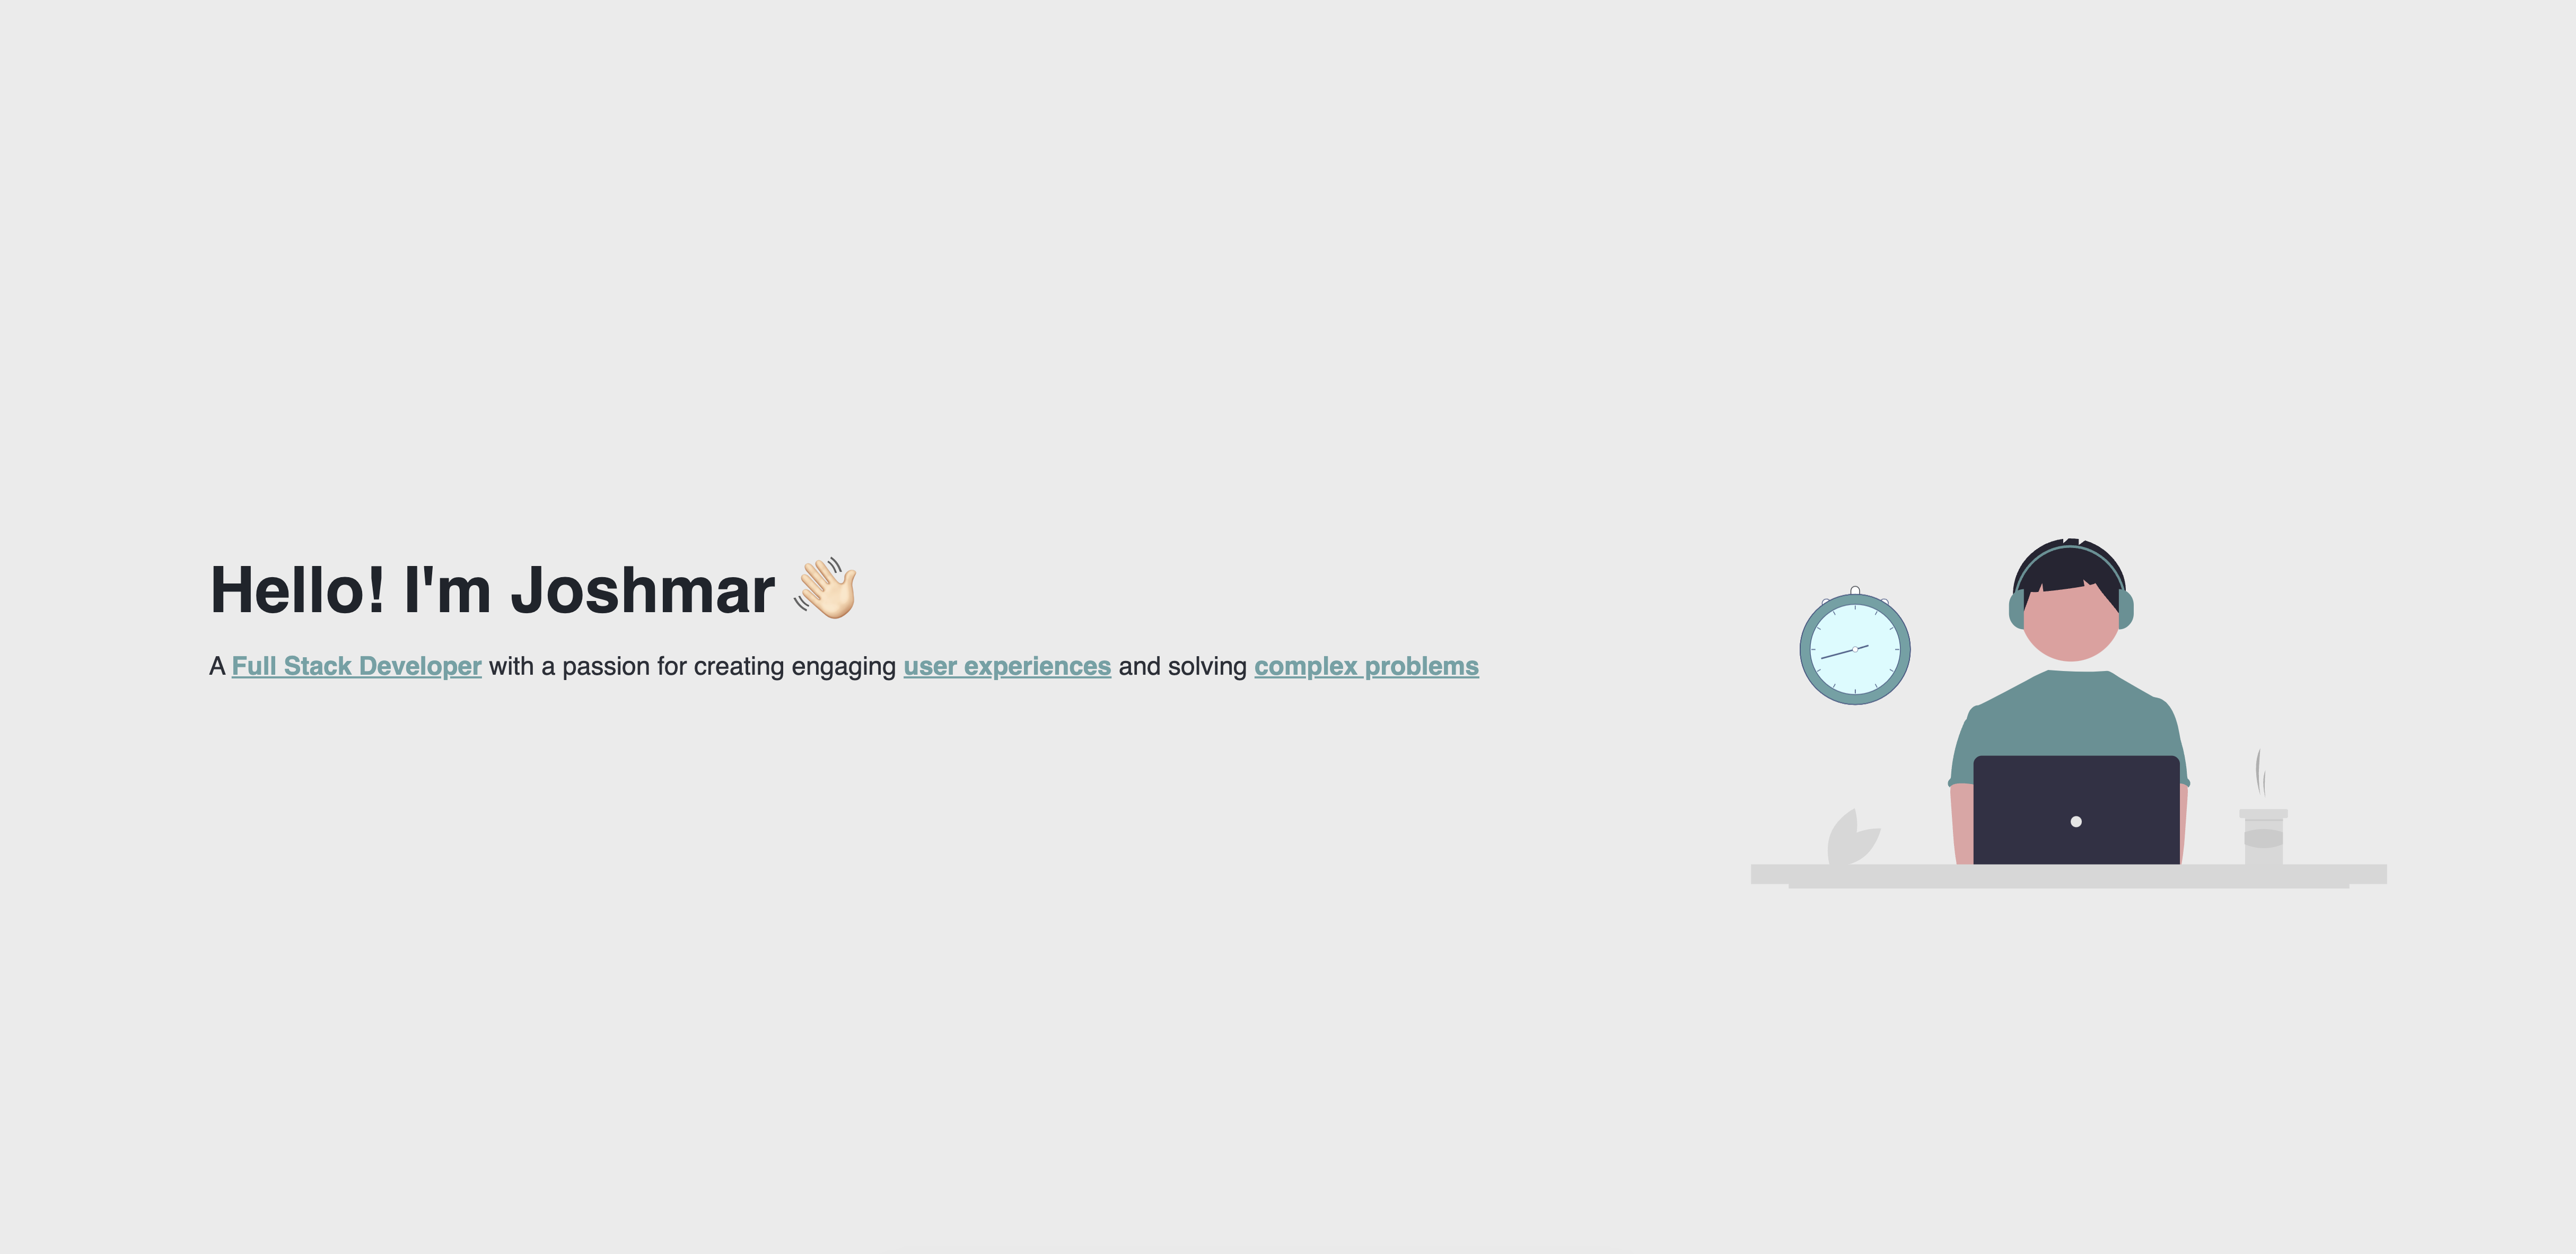 Hello! I'm Joshmar 👋🏻
A Full Stack Developer with a passion for creating engaging user experiences and solving complex problems